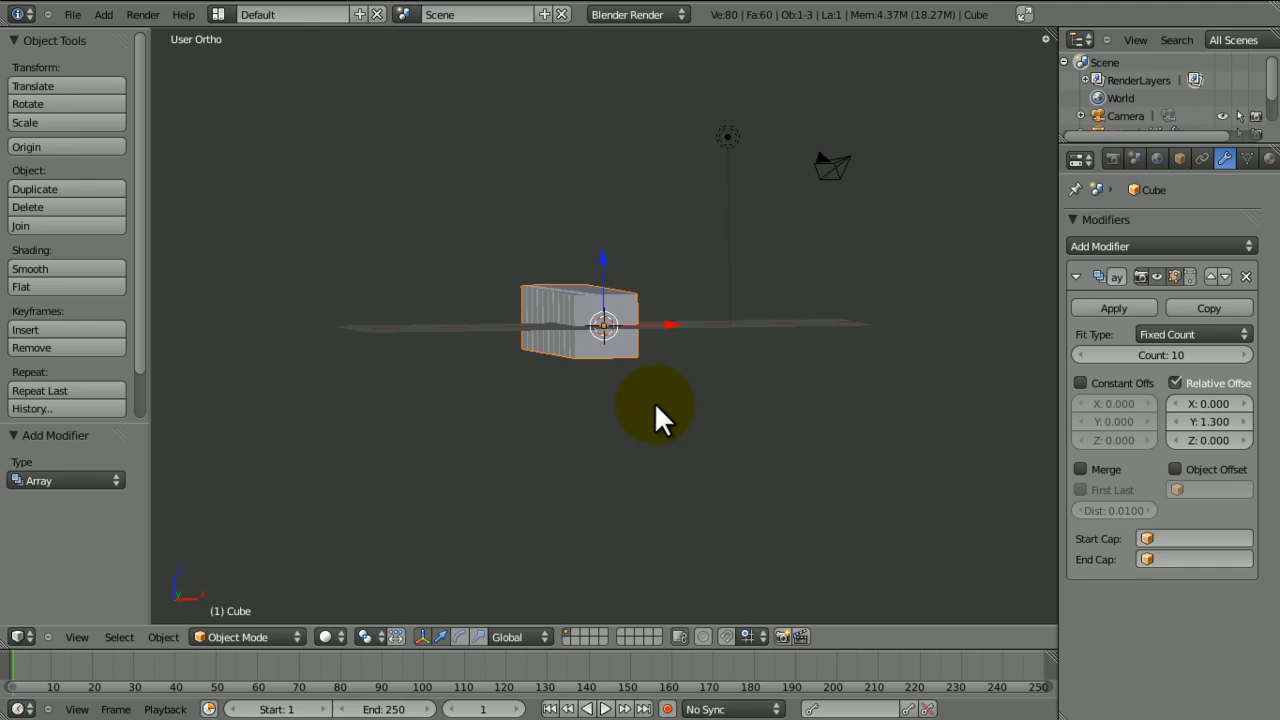 File Add Render Help Default Scene Blender Render Ve:80 | Fa:60 | Ob:1-3 | La:1 | Mem:4.37M (18.27M) | Cube
Object Tools
Transform:
Translate
Rotate
Scale
Origin
Object:
Duplicate
Delete
Join
Shading:
Smooth
Flat
Keyframes:
Insert
Remove
Repeat:
Repeat Last
History...
Add Modifier
Type
Array
User Ortho
z
y
x
(1) Cube
View Select Object Object Mode Global
10 20 30 40 50 60 70 80 90 100 110 120 130 140 150 160 170 180 190 200 210 220 230 240 250
View Frame Playback Start: 1 End: 250 1 No Sync
View Search All Scenes
Scene
RenderLayers |
World
Camera |
Cube
Modifiers
Add Modifier
ay
Apply Copy
Fit Type: Fixed Count
Count: 10
Constant Offs Relative Offse
X: 0.000 X: 0.000
Y: 0.000 Y: 1.300
Z: 0.000 Z: 0.000
Merge Object Offset
First Last
Dist: 0.0100
Start Cap:
End Cap: